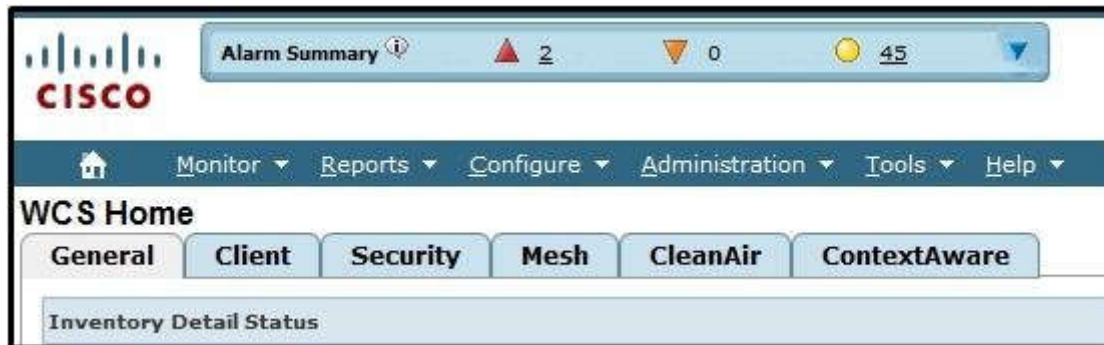 Alarm Summary 2 0 45
CISCO
Monitor Reports Configure Administration Tools Help
WCS Home
General Client Security Mesh CleanAir ContextAware
Inventory Detail Status